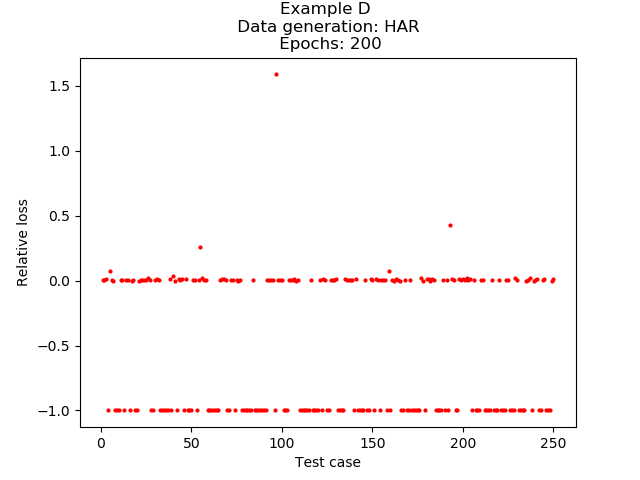 Example D
Data generation: HAR
Epochs: 200
1.5
1.0
0.5
0.0
−0.5
−1.0
Relative loss
0
50
100
150
200
250
Test case